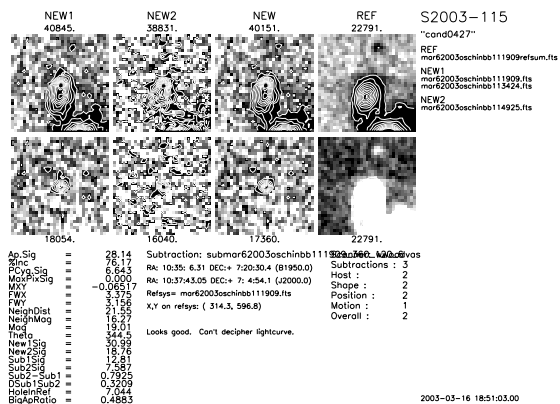 NEW1 NEW2 NEW REF S2003-115
40845. 38831. 40151. 22791.
"cand0427"
REF
mar62003oschinbb111909refsum.fts
NEW1
mar62003oschinbb111909.fts
mar62003oschinbb113424.fts
NEW2
mar62003oschinbb114925.fts
18054. 16040. 17360. 22791.
Ap.Sig = 28.14
%Inc = 76.17
PCyg.Sig = 6.643
MaxPixSig = 0.000
MXY = -0.06517
FWX = 3.375
FWY = 3.156
NeighDist = 21.55
NeighMag = 16.27
Mag = 19.01
Theta = 344.5
New1Sig = 30.99
New2Sig = 18.76
Sub1Sig = 12.81
Sub2Sig = 7.587
Sub2-Sub1 = 0.7925
DSub1Sub2 = 0.3209
HoleInRef = 7.044
BigApRatio = 0.4883
Subtraction: submar62003oschinbb111909
RA: 10:35: 6.31 DEC:+ 7:20:30.4 (B1950.0)
RA: 10:37:43.05 DEC:+ 7: 4:54.1 (J2000.0)
Refsys= mar62003oschinbb111909.fts
X,Y on refsys: ( 314.3, 596.8)
Looks good. Can't decipher lightcurve.
Subtractions : 3
Host : 2
Shape : 2
Position : 2
Motion : 1
Overall : 2
2003-03-16 18:51:03.00